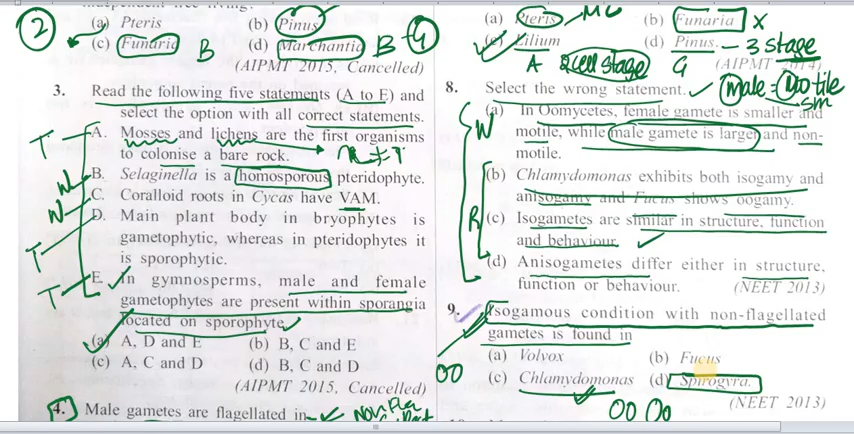 (a) Pteris (b) Pinus
(c) Funaria B (d) Marchantia B G
(AIPMT 2015, Cancelled)
2
3. Read the following five statements (A to E) and
select the option with all correct statements.
T A. Mosses and lichens are the first organisms
to colonise a bare rock.
W B. Selaginella is a homosporous pteridophyte.
W C. Coralloid roots in Cycas have VAM.
T D. Main plant body in bryophytes is
gametophytic, whereas in pteridophytes it
is sporophytic.
T E. In gymnosperms, male and female
gametophytes are present within sporangia
located on sporophyte.
(a) A, D and E (b) B, C and E
(c) A, C and D (d) B, C and D
(AIPMT 2015, Cancelled)
4. Male gametes are flagellated in
(a) Pteris (b) Funaria X
(c) Lilium (d) Pinus - 3 stage
A 2 cell stage G (AIPMT 2014)
8. Select the wrong statement.
W (a) In Oomycetes, female gamete is smaller and
motile, while male gamete is larger and non-
motile.
(b) Chlamydomonas exhibits both isogamy and
anisogamy and Fucus shows oogamy.
R (c) Isogametes are similar in structure, function
and behaviour.
(d) Anisogametes differ either in structure,
function or behaviour. (NEET 2013)
9. Isogamous condition with non-flagellated
gametes is found in
(a) Volvox (b) Fucus
(c) Chlamydomonas (d) Spirogyra.
(NEET 2013)